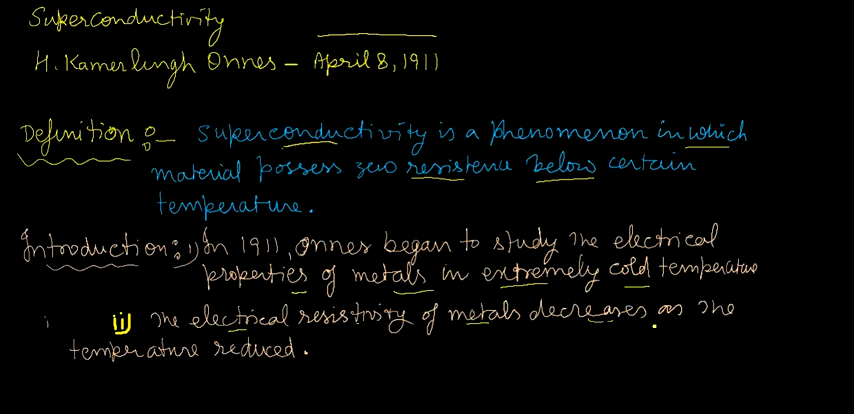 Superconductivity
H. Kamerlingh Onnes - April 8, 1911
Definition :- Superconductivity is a phenomenon in which
material possess zero resistence below certain
temperature.
Introduction: i) In 1911, Onnes began to study the electrical
properties of metals in extremely cold temperature
ii) The electrical resistivity of metals decreases as the
temperature reduced.